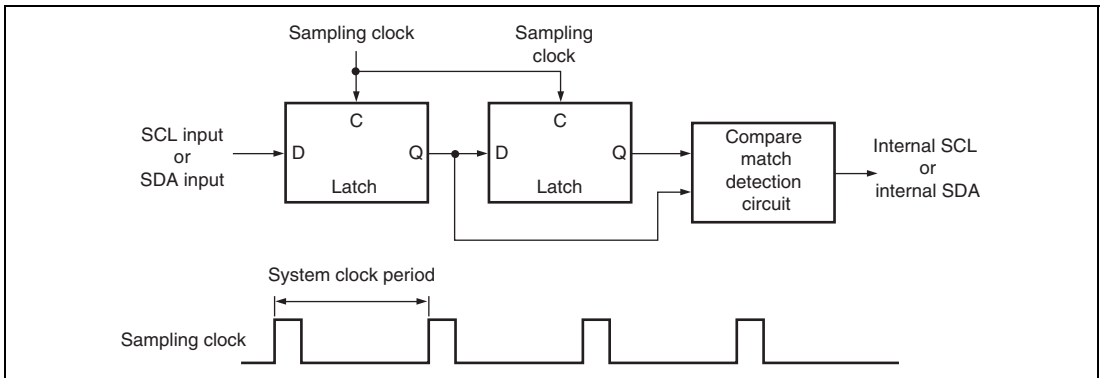 Sampling clock
Sampling
clock
SCL input
or
SDA input
C
D
Q
Latch
C
D
Q
Latch
Compare
match
detection
circuit
Internal SCL
or
internal SDA
System clock period
Sampling clock